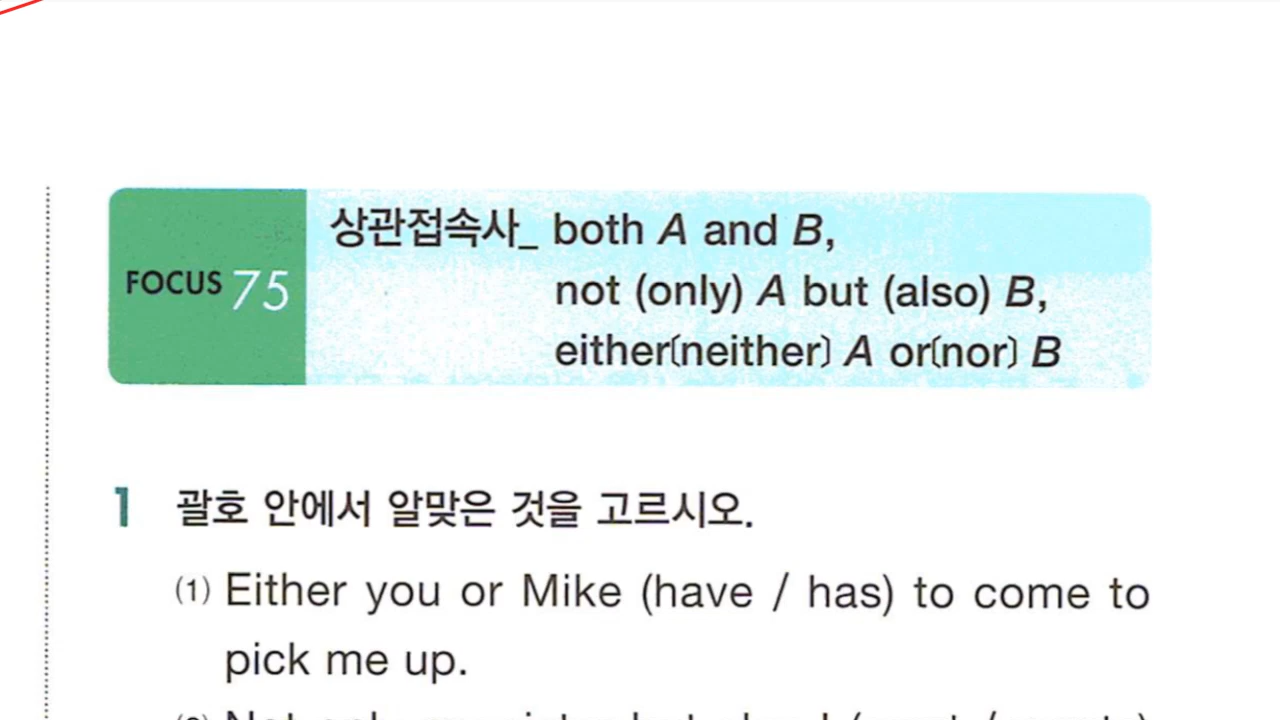 FOCUS 75
상관접속사_ both A and B,
not (only) A but (also) B,
either(neither) A or(nor) B
1 괄호 안에서 알맞은 것을 고르시오.
(1) Either you or Mike (have / has) to come to
pick me up.